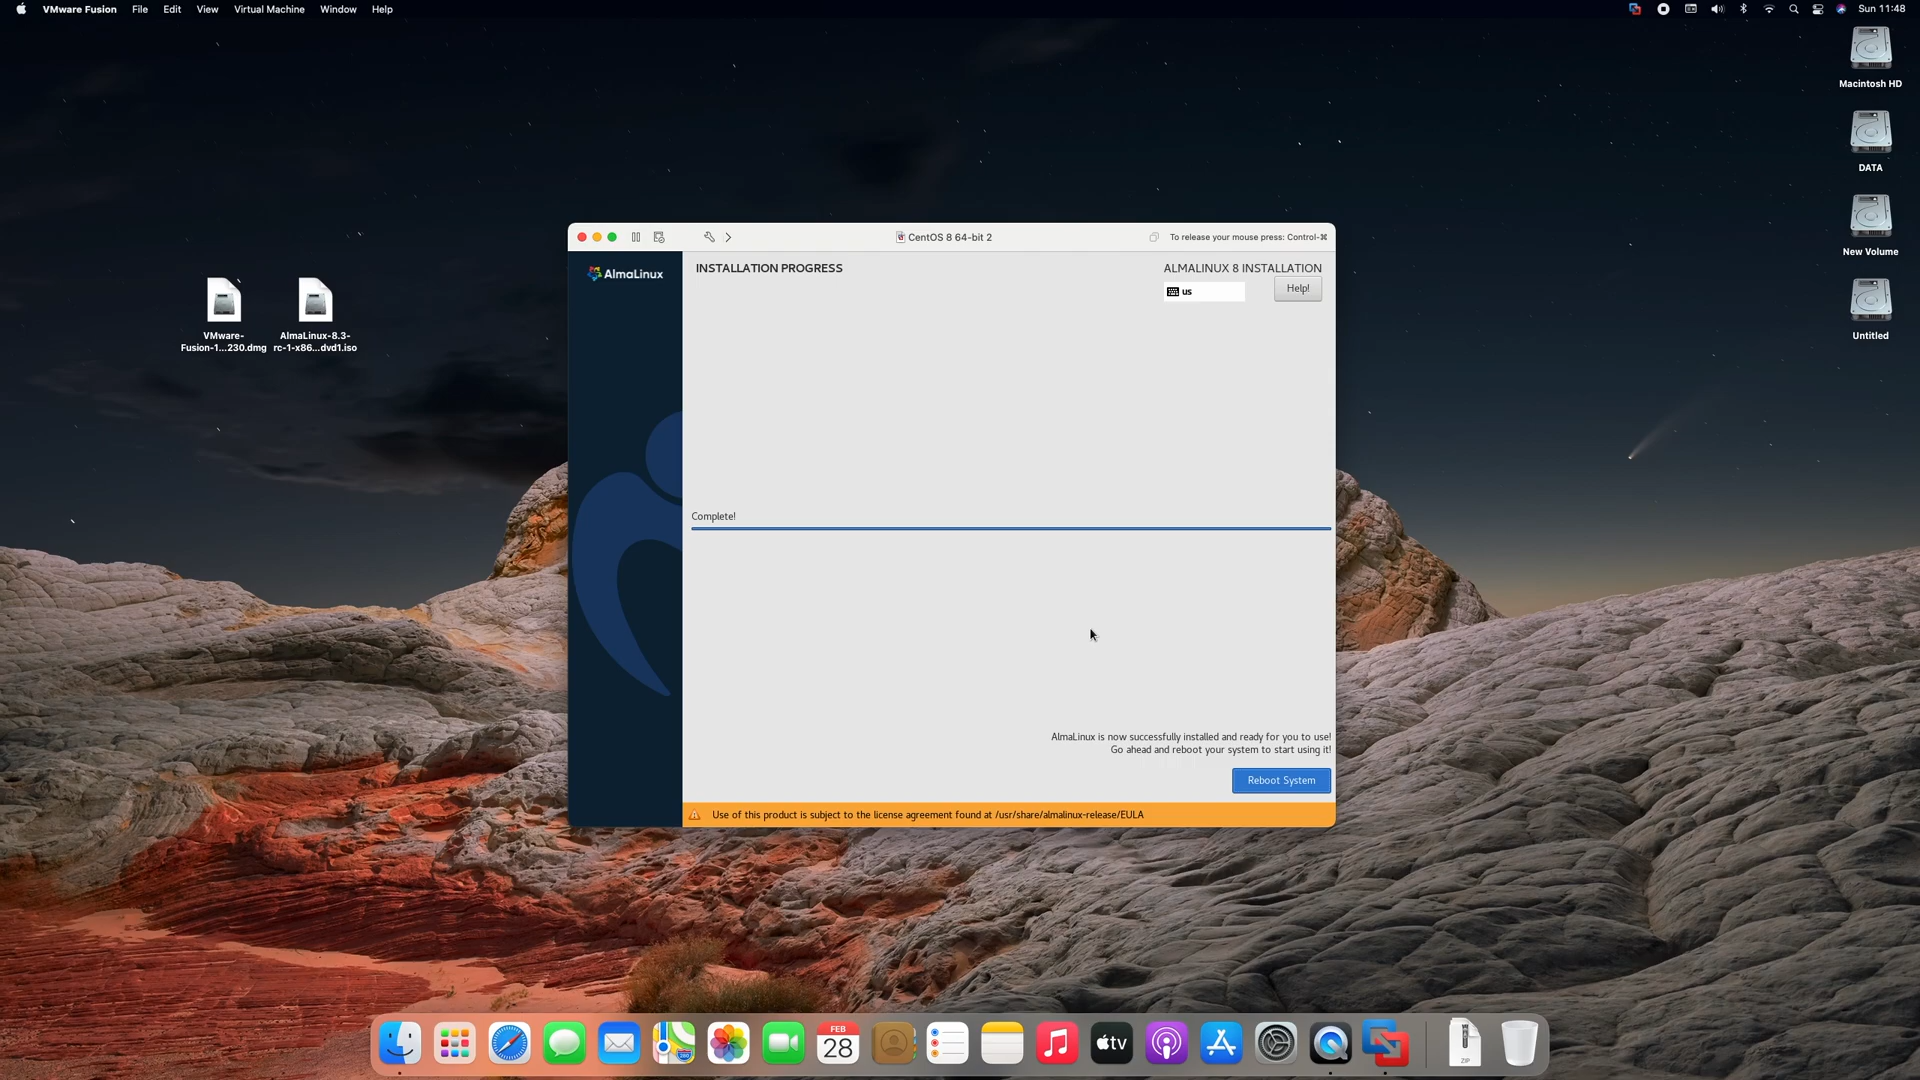 VMware Fusion File Edit View Virtual Machine Window Help
Sun 11:48
Macintosh HD
DATA
New Volume
Untitled
VMware-
Fusion-1...230.dmg
AlmaLinux-8.3-
rc-1-x86...dvd1.iso
CentOS 8 64-bit 2
To release your mouse press: Control-⌘
AlmaLinux
INSTALLATION PROGRESS
ALMALINUX 8 INSTALLATION
us
Help!
Complete!
AlmaLinux is now successfully installed and ready for you to use!
Go ahead and reboot your system to start using it!
Reboot System
Use of this product is subject to the license agreement found at /usr/share/almalinux-release/EULA
FEB
28
tv
ZIP